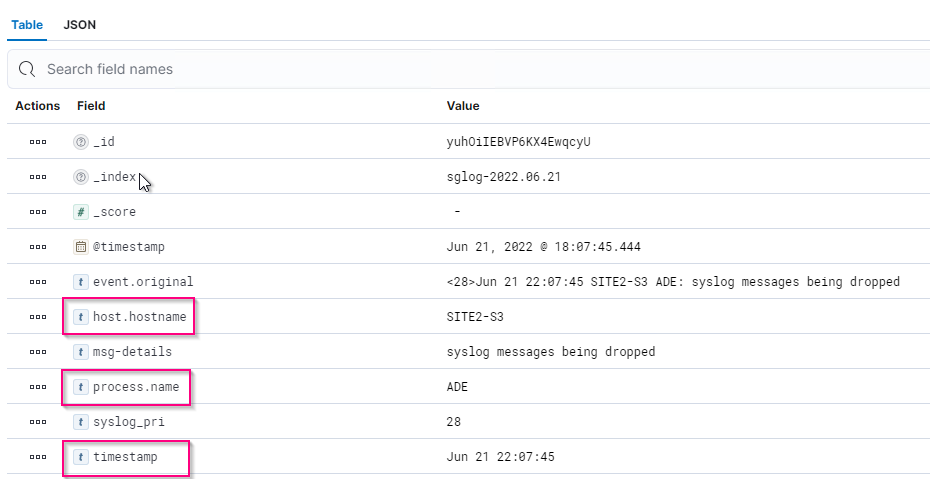 Table JSON
Search field names
Actions Field Value
_id yuhOiIEBVP6KX4EwqcyU
_index sglog-2022.06.21
# _score -
@timestamp Jun 21, 2022 @ 18:07:45.444
t event.original <28>Jun 21 22:07:45 SITE2-S3 ADE: syslog messages being dropped
t host.hostname SITE2-S3
t msg-details syslog messages being dropped
t process.name ADE
t syslog_pri 28
t timestamp Jun 21 22:07:45